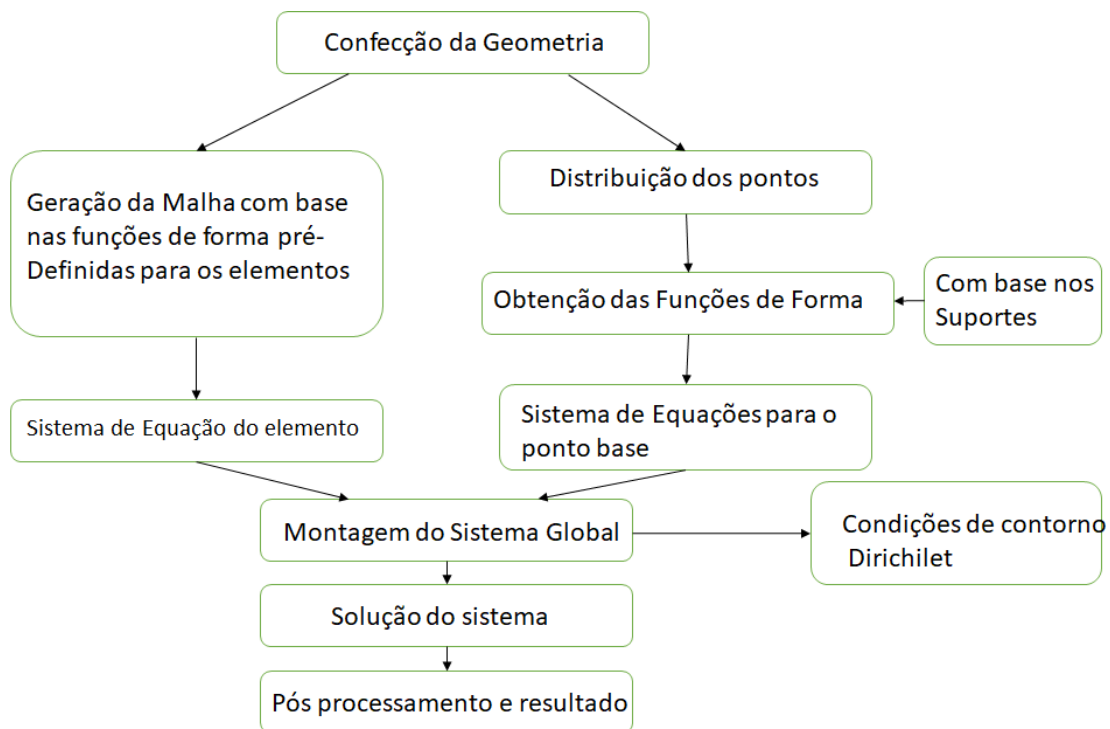 Confecção da Geometria
Geração da Malha com base
nas funções de forma pré-
Definidas para os elementos
Distribuição dos pontos
Obtenção das Funções de Forma
Com base nos
Suportes
Sistema de Equação do elemento
Sistema de Equações para o
ponto base
Montagem do Sistema Global
Condições de contorno
Dirichilet
Solução do sistema
Pós processamento e resultado